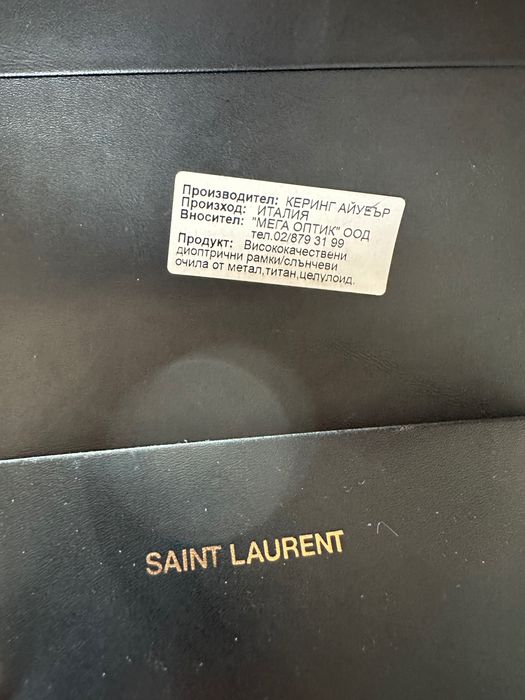 Производител: КЕРИНГ АЙУЕЪР
Произход: ИТАЛИЯ
Вносител: "МЕГА ОПТИК" ООД
тел.02/879 31 99
Продукт: Висококачествени
диоптрични рамки/слънчеви
очила от метал,титан,целулоид.
SAINT LAURENT